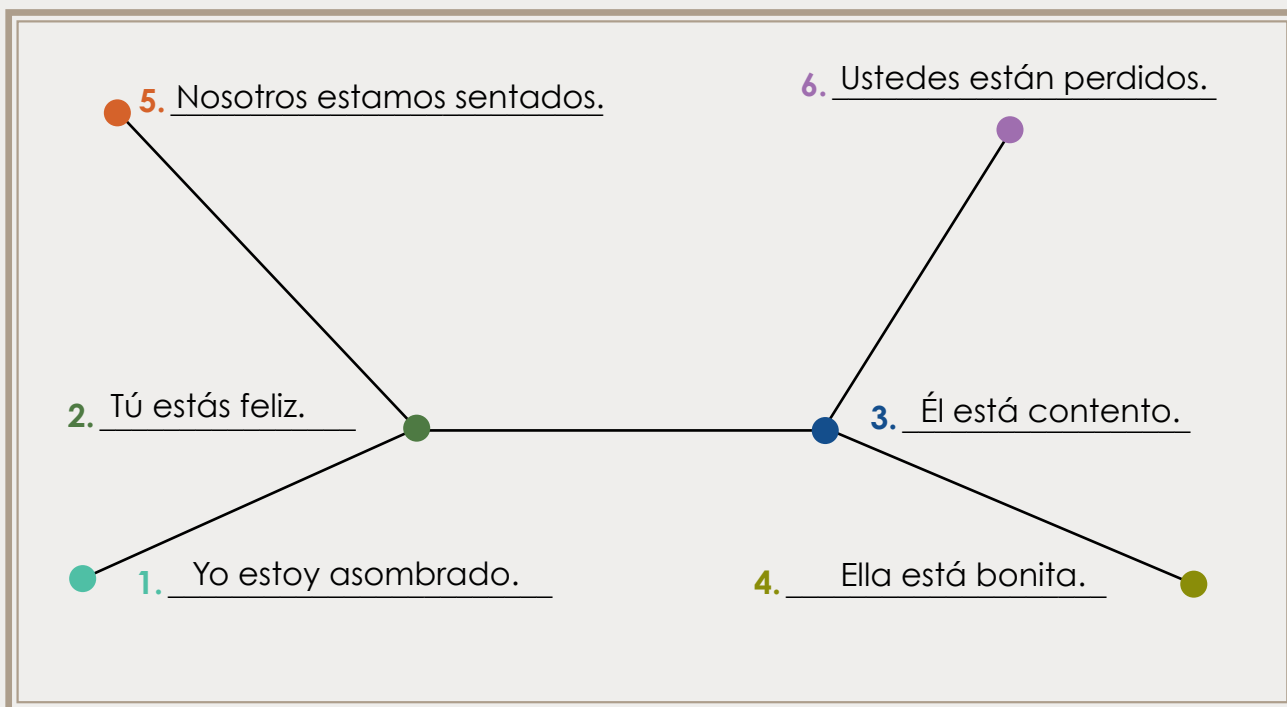 5. Nosotros estamos sentados.
6. Ustedes están perdidos.
2. Tú estás feliz.
3. Él está contento.
1. Yo estoy asombrado.
4. Ella está bonita.